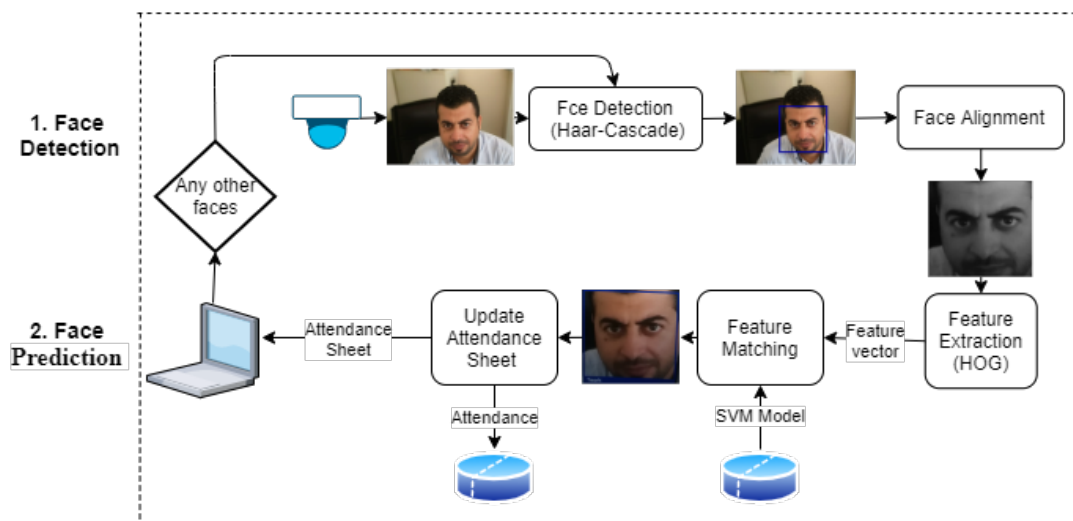 1. Face
Detection
Any other
faces
Fce Detection
(Haar-Cascade)
Face Alignment
2. Face
Prediction
Attendance
Sheet
Update
Attendance
Sheet
Feature
Matching
Feature
vector
Feature
Extraction
(HOG)
Attendance
SVM Model